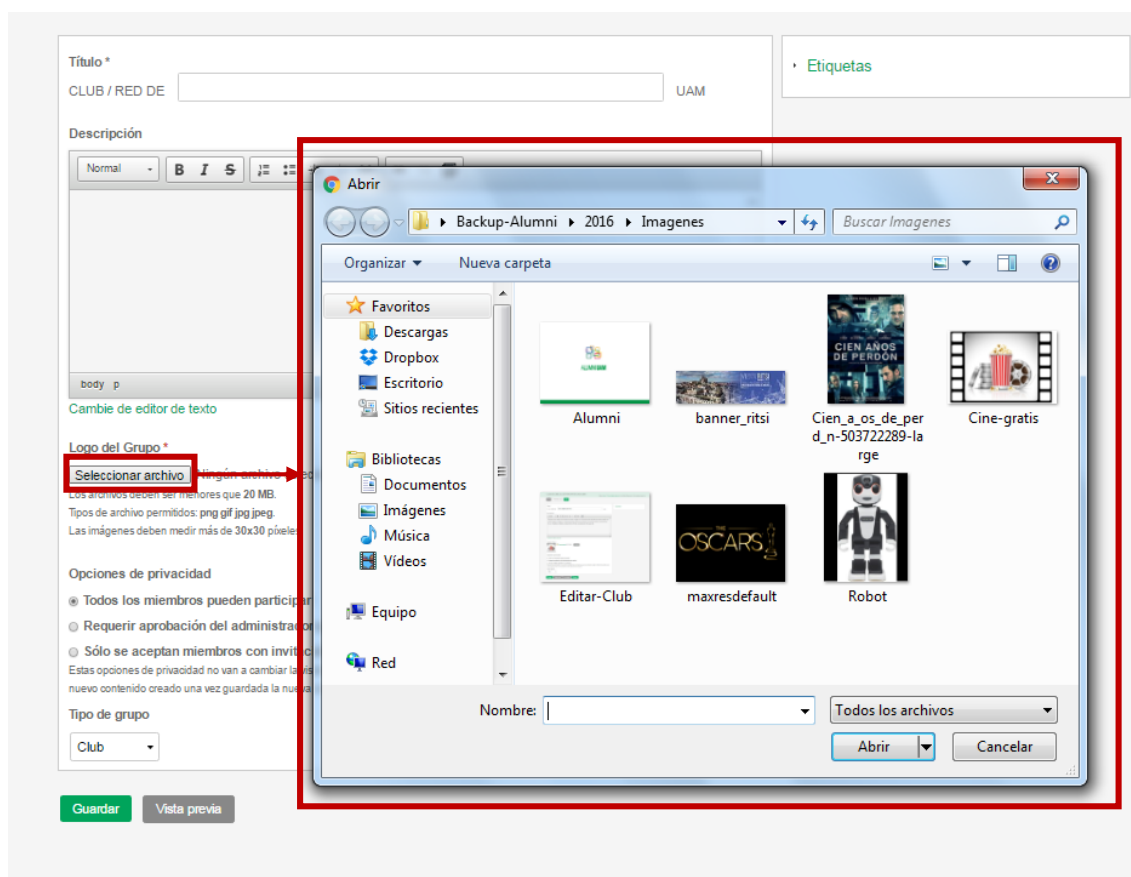 Título *
CLUB / RED DE
UAM
Etiquetas
Descripción
Normal
B I S
body p
Cambie de editor de texto
Logo del Grupo *
Seleccionar archivo Ningún archivo
Los archivos deben ser menores que 20 MB.
Tipos de archivo permitidos: png gif jpg jpeg.
Las imágenes deben medir más de 30x30 píxeles
Opciones de privacidad
Todos los miembros pueden participar
Requerir aprobación del administrador
Sólo se aceptan miembros con invitac
Estas opciones de privacidad no van a cambiar la vis
nuevo contenido creado una vez guardada la nueva
Tipo de grupo
Club
Guardar
Vista previa
Abrir
Backup-Alumni 2016 Imagenes
Buscar Imagenes
Organizar
Nueva carpeta
Favoritos
Descargas
Dropbox
Escritorio
Sitios recientes
Bibliotecas
Documentos
Imágenes
Música
Vídeos
Equipo
Red
CIEN AÑOS
DE PERDÓN
Alumni
banner_ritsi
Cien_a_os_de_per
d_n-503722289-la
rge
Cine-gratis
THE
OSCARS
Editar-Club
maxresdefault
Robot
Nombre:
Todos los archivos
Abrir
Cancelar